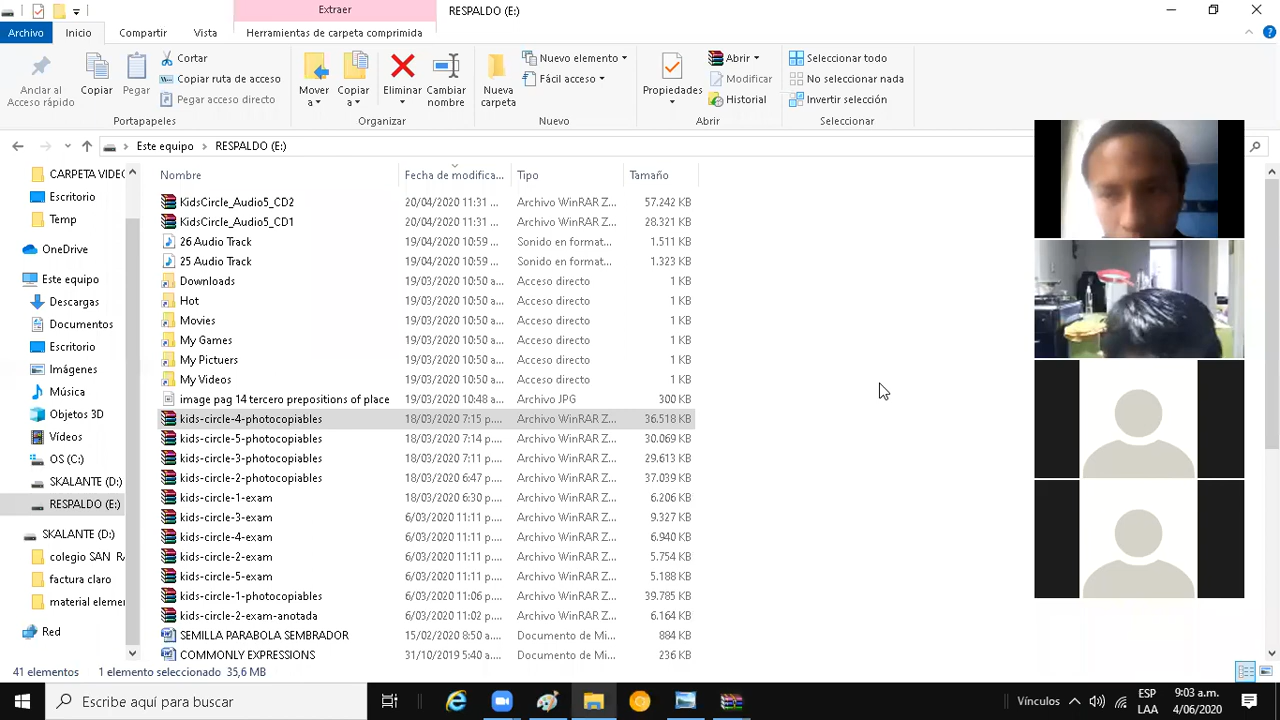 Extraer
RESPALDO (E:)
Archivo Inicio Compartir Vista Herramientas de carpeta comprimida
Anclar al Acceso rápido
Copiar
Pegar
Cortar
Copiar ruta de acceso
Pegar acceso directo
Mover a
Copiar a
Eliminar
Cambiar nombre
Nueva carpeta
Nuevo elemento
Fácil acceso
Propiedades
Abrir
Modificar
Historial
Seleccionar todo
No seleccionar nada
Invertir selección
Portapapeles Organizar Nuevo Abrir Seleccionar
Este equipo RESPALDO (E:)
CARPETA VIDEO
Escritorio
Temp
OneDrive
Este equipo
Descargas
Documentos
Escritorio
Imágenes
Música
Objetos 3D
Vídeos
OS (C:)
SKALANTE (D:)
RESPALDO (E:)
SKALANTE (D:)
colegio SAN RA
factura claro
material eleme
Red
Nombre Fecha de modifica... Tipo Tamaño
KidsCircle_Audio5_CD2 20/04/2020 11:31 ... Archivo WinRAR Z... 57.242 KB
KidsCircle_Audio5_CD1 20/04/2020 11:31 ... Archivo WinRAR Z... 28.321 KB
26 Audio Track 19/04/2020 10:59 ... Sonido en format... 1.511 KB
25 Audio Track 19/04/2020 10:59 ... Sonido en format... 1.323 KB
Downloads 19/03/2020 10:50 a... Acceso directo 1 KB
Hot 19/03/2020 10:50 a... Acceso directo 1 KB
Movies 19/03/2020 10:50 a... Acceso directo 1 KB
My Games 19/03/2020 10:50 a... Acceso directo 1 KB
My Pictuers 19/03/2020 10:50 a... Acceso directo 1 KB
My Videos 19/03/2020 10:50 a... Acceso directo 1 KB
image pag 14 tercero prepositions of place 19/03/2020 10:48 a... Archivo JPG 300 KB
kids-circle-4-photocopiables 18/03/2020 7:15 p.... Archivo WinRAR Z... 36.518 KB
kids-circle-5-photocopiables 18/03/2020 7:14 p.... Archivo WinRAR Z... 30.069 KB
kids-circle-3-photocopiables 18/03/2020 7:11 p.... Archivo WinRAR Z... 29.613 KB
kids-circle-2-photocopiables 18/03/2020 6:47 p.... Archivo WinRAR Z... 37.039 KB
kids-circle-1-exam 18/03/2020 6:30 p.... Archivo WinRAR Z... 6.206 KB
kids-circle-3-exam 6/03/2020 11:11 p.... Archivo WinRAR Z... 9.327 KB
kids-circle-4-exam 6/03/2020 11:11 p.... Archivo WinRAR Z... 6.940 KB
kids-circle-2-exam 6/03/2020 11:11 p.... Archivo WinRAR Z... 5.754 KB
kids-circle-5-exam 6/03/2020 11:11 p.... Archivo WinRAR Z... 5.188 KB
kids-circle-1-photocopiables 6/03/2020 11:06 p.... Archivo WinRAR Z... 39.785 KB
kids-circle-2-exam-anotada 6/03/2020 11:02 p.... Archivo WinRAR Z... 6.164 KB
SEMILLA PARABOLA SEMBRADOR 15/02/2020 8:50 a.... Documento de Mi... 884 KB
COMMONLY EXPRESSIONS 31/10/2019 5:40 a.... Documento de Mi... 236 KB
41 elementos 1 elemento seleccionado 35,6 MB
Escribe aquí para buscar
Vínculos
ESP
LAA
9:03 a.m.
4/06/2020